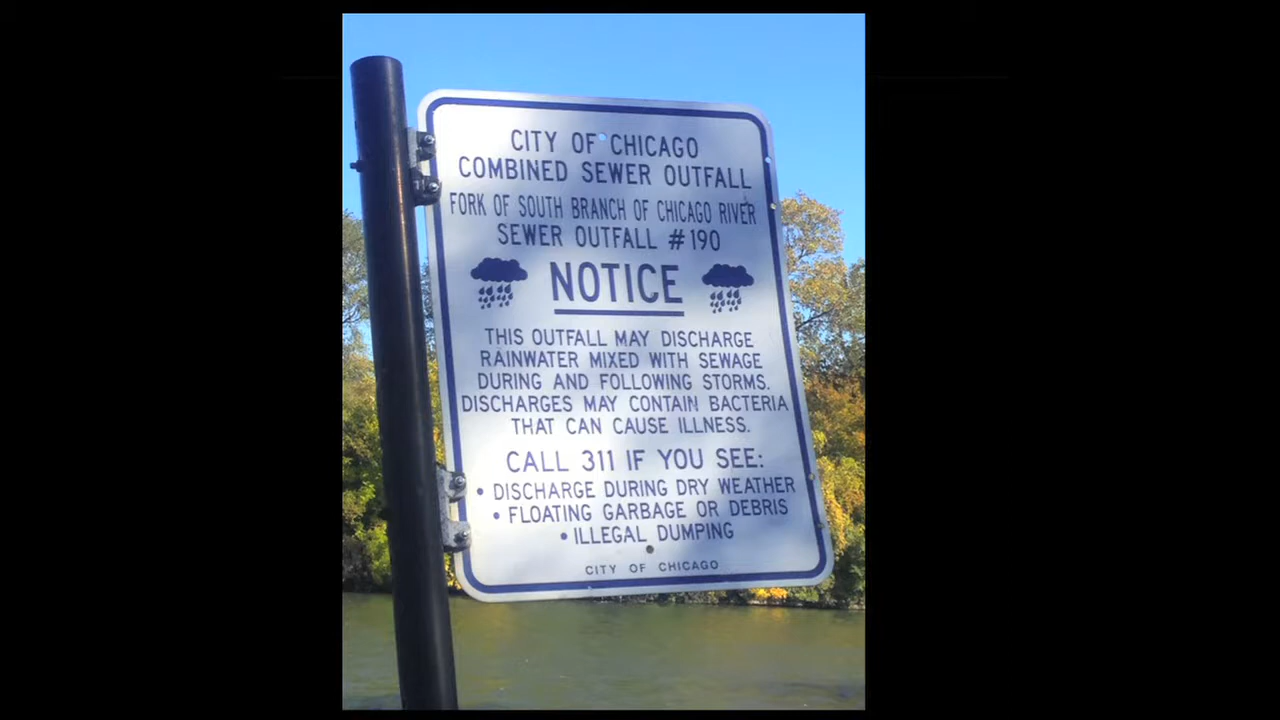 CITY OF CHICAGO
COMBINED SEWER OUTFALL
FORK OF SOUTH BRANCH OF CHICAGO RIVER
SEWER OUTFALL #190
NOTICE
THIS OUTFALL MAY DISCHARGE
RAINWATER MIXED WITH SEWAGE
DURING AND FOLLOWING STORMS.
DISCHARGES MAY CONTAIN BACTERIA
THAT CAN CAUSE ILLNESS.
CALL 311 IF YOU SEE:
• DISCHARGE DURING DRY WEATHER
• FLOATING GARBAGE OR DEBRIS
• ILLEGAL DUMPING
CITY OF CHICAGO